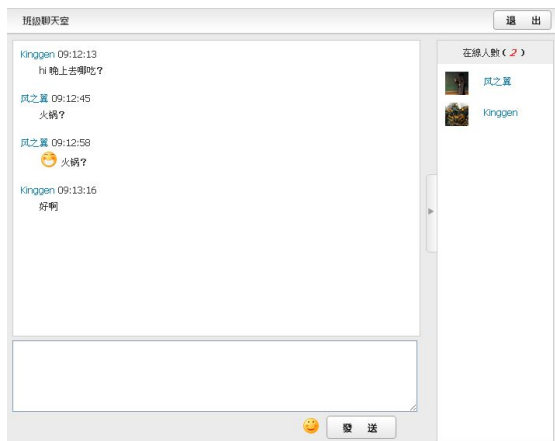 班級聊天室
退 出
Kinggen 09:12:13
hi 晚上去哪吃?
风之翼 09:12:45
火锅?
风之翼 09:12:58
火锅?
Kinggen 09:13:16
好啊
在線人數( 2 )
风之翼
Kinggen
發 送